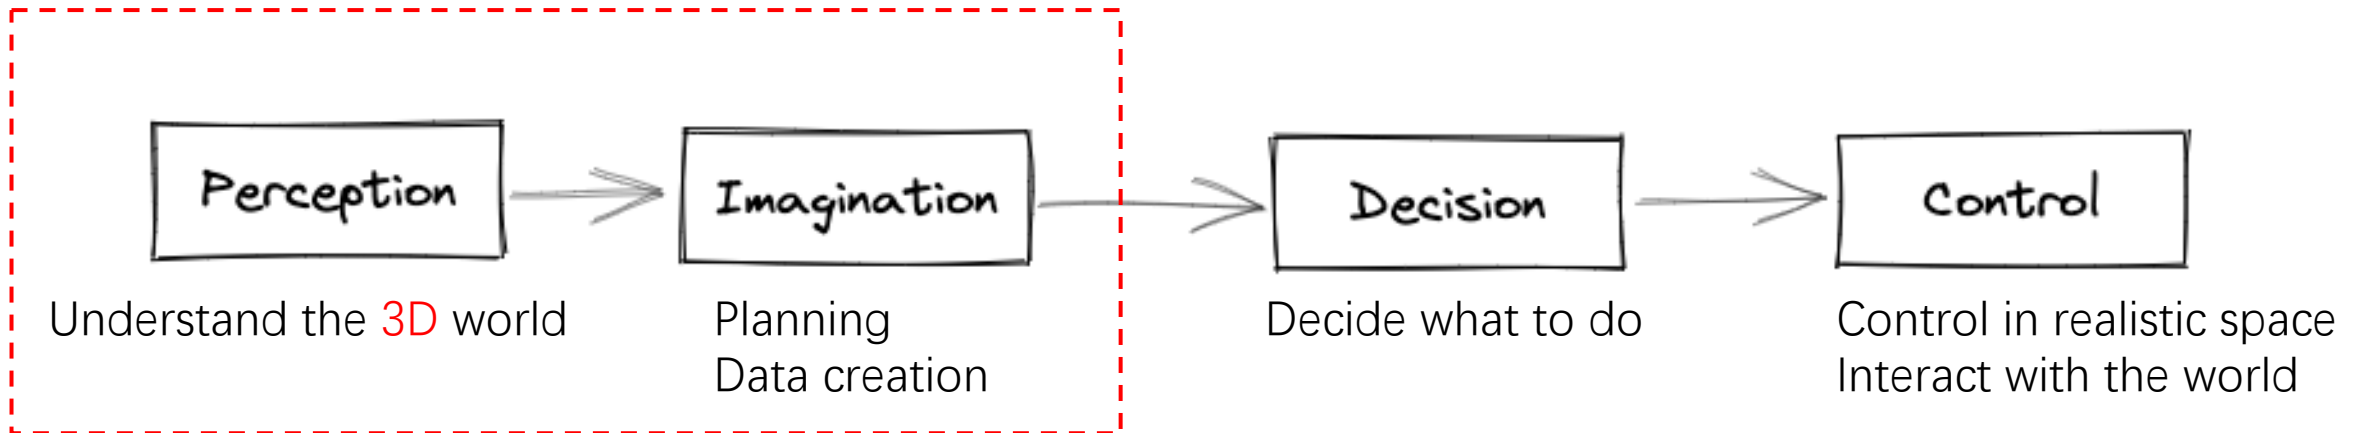 Perception
Imagination
Decision
Control
Understand the 3D world
Planning
Data creation
Decide what to do
Control in realistic space
Interact with the world